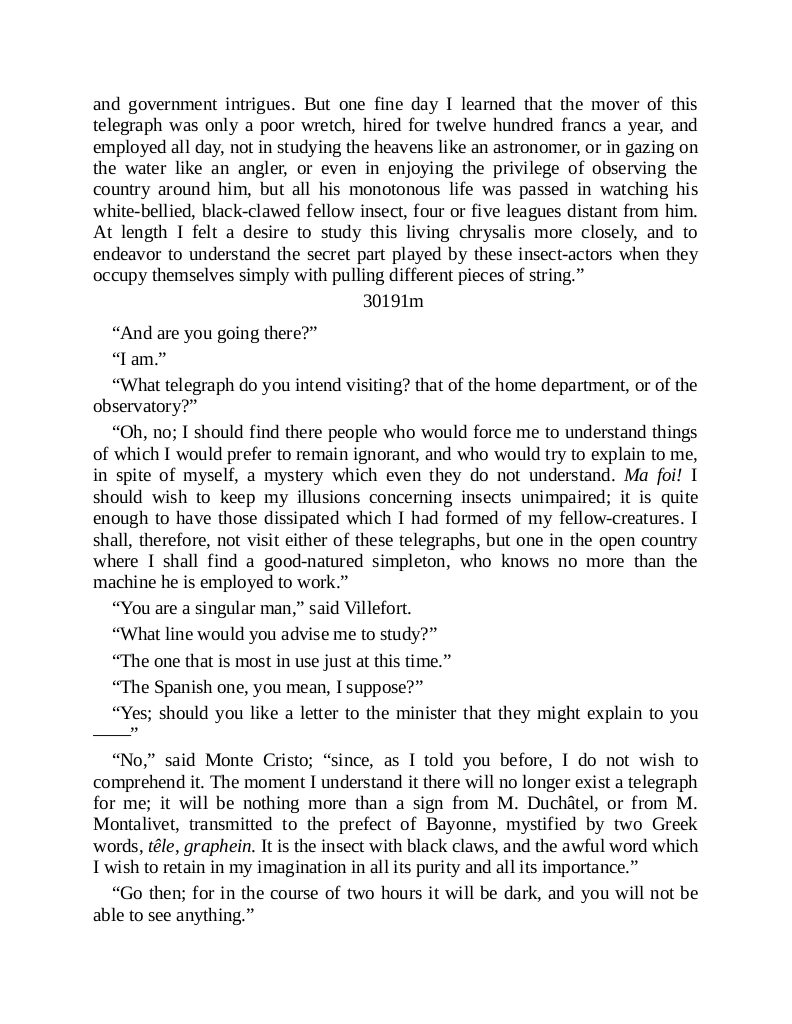 and government intrigues. But one fine day I learned that the mover of this
telegraph was only a poor wretch, hired for twelve hundred francs a year, and
employed all day, not in studying the heavens like an astronomer, or in gazing on
the water like an angler, or even in enjoying the privilege of observing the
country around him, but all his monotonous life was passed in watching his
white-bellied, black-clawed fellow insect, four or five leagues distant from him.
At length I felt a desire to study this living chrysalis more closely, and to
endeavor to understand the secret part played by these insect-actors when they
occupy themselves simply with pulling different pieces of string.”
30191m
“And are you going there?”
“I am.”
“What telegraph do you intend visiting? that of the home department, or of the
observatory?”
“Oh, no; I should find there people who would force me to understand things
of which I would prefer to remain ignorant, and who would try to explain to me,
in spite of myself, a mystery which even they do not understand. Ma foi! I
should wish to keep my illusions concerning insects unimpaired; it is quite
enough to have those dissipated which I had formed of my fellow-creatures. I
shall, therefore, not visit either of these telegraphs, but one in the open country
where I shall find a good-natured simpleton, who knows no more than the
machine he is employed to work.”
“You are a singular man,” said Villefort.
“What line would you advise me to study?”
“The one that is most in use just at this time.”
“The Spanish one, you mean, I suppose?”
“Yes; should you like a letter to the minister that they might explain to you
——”
“No,” said Monte Cristo; “since, as I told you before, I do not wish to
comprehend it. The moment I understand it there will no longer exist a telegraph
for me; it will be nothing more than a sign from M. Duchâtel, or from M.
Montalivet, transmitted to the prefect of Bayonne, mystified by two Greek
words, têle, graphein. It is the insect with black claws, and the awful word which
I wish to retain in my imagination in all its purity and all its importance.”
“Go then; for in the course of two hours it will be dark, and you will not be
able to see anything.”